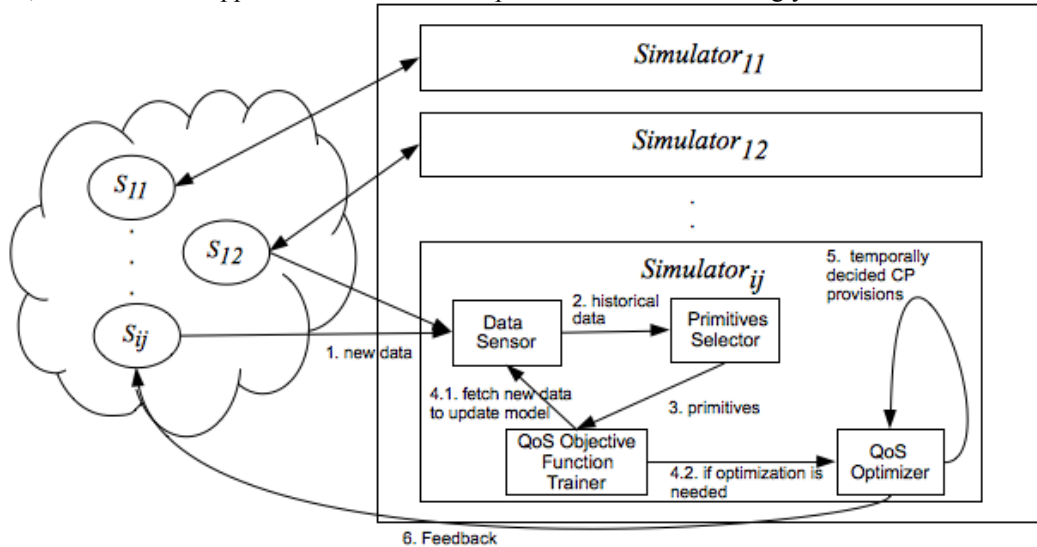 Simulator11
Simulator12
S11
S12
Sij
Simulatorij
5. temporally
decided CP
provisions
Data
Sensor
2. historical
data
Primitives
Selector
1. new data
4.1. fetch new data
to update model
3. primitives
QoS Objective
Function
Trainer
4.2. if optimization is
needed
QoS
Optimizer
6. Feedback